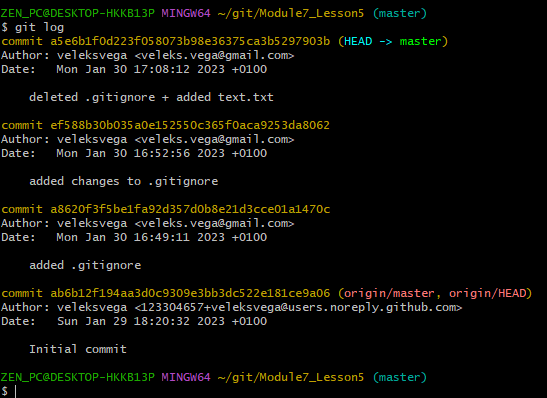 ZEN_PC@DESKTOP-HKKB13P MINGW64 ~/git/Module7_Lesson5 (master)
$ git log
commit a5e6b1f0d223f058073b98e36375ca3b5297903b (HEAD -> master)
Author: veleksvega <veleks.vega@gmail.com>
Date:   Mon Jan 30 17:08:12 2023 +0100
    deleted .gitignore + added text.txt
commit ef588b30b035a0e152550c365f0aca9253da8062
Author: veleksvega <veleks.vega@gmail.com>
Date:   Mon Jan 30 16:52:56 2023 +0100
    added changes to .gitignore
commit a8620f3f5be1fa92d357d0b8e21d3cce01a1470c
Author: veleksvega <veleks.vega@gmail.com>
Date:   Mon Jan 30 16:49:11 2023 +0100
    added .gitignore
commit ab6b12f194aa3d0c9309e3bb3dc522e181ce9a06 (origin/master, origin/HEAD)
Author: veleksvega <123304657+veleksvega@users.noreply.github.com>
Date:   Sun Jan 29 18:20:32 2023 +0100
    Initial commit
ZEN_PC@DESKTOP-HKKB13P MINGW64 ~/git/Module7_Lesson5 (master)
$